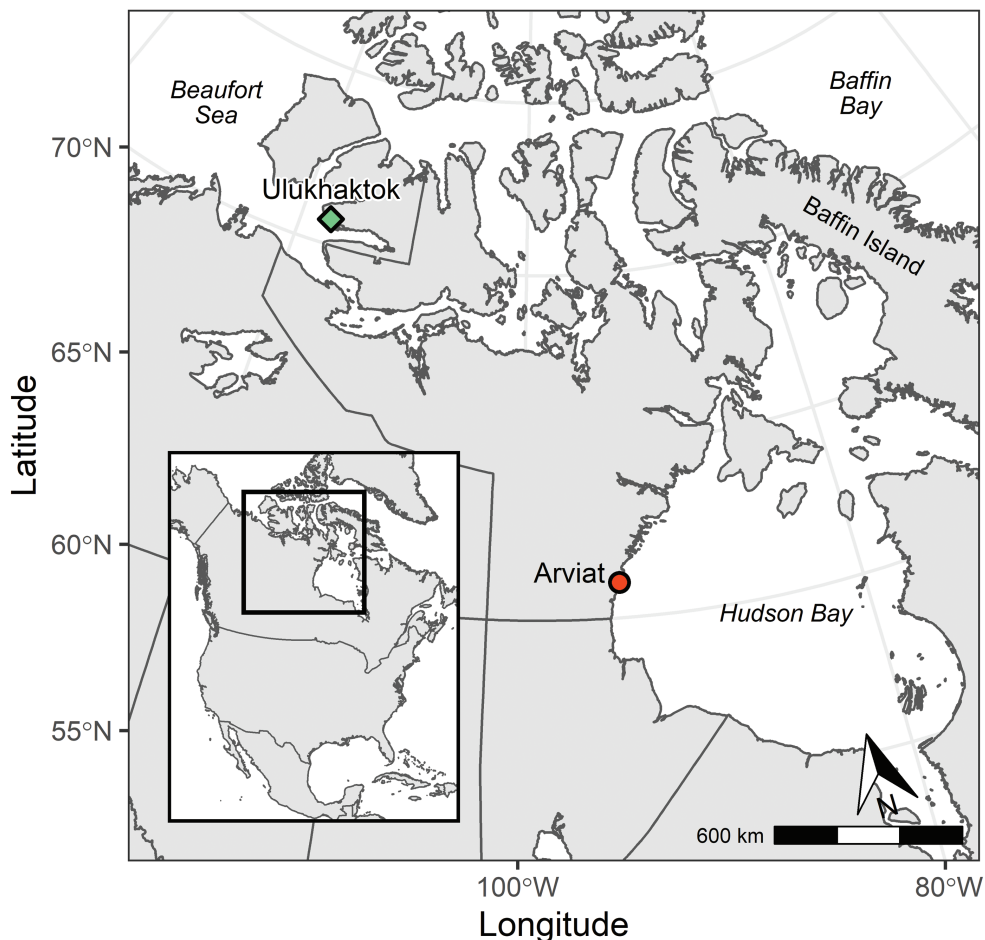 Beaufort
Sea
Baffin
Bay
70°N
Ulukhaktok
Baffin Island
65°N
Latitude
60°N
Arviat
Hudson Bay
55°N
N
600 km
100°W
80°W
Longitude